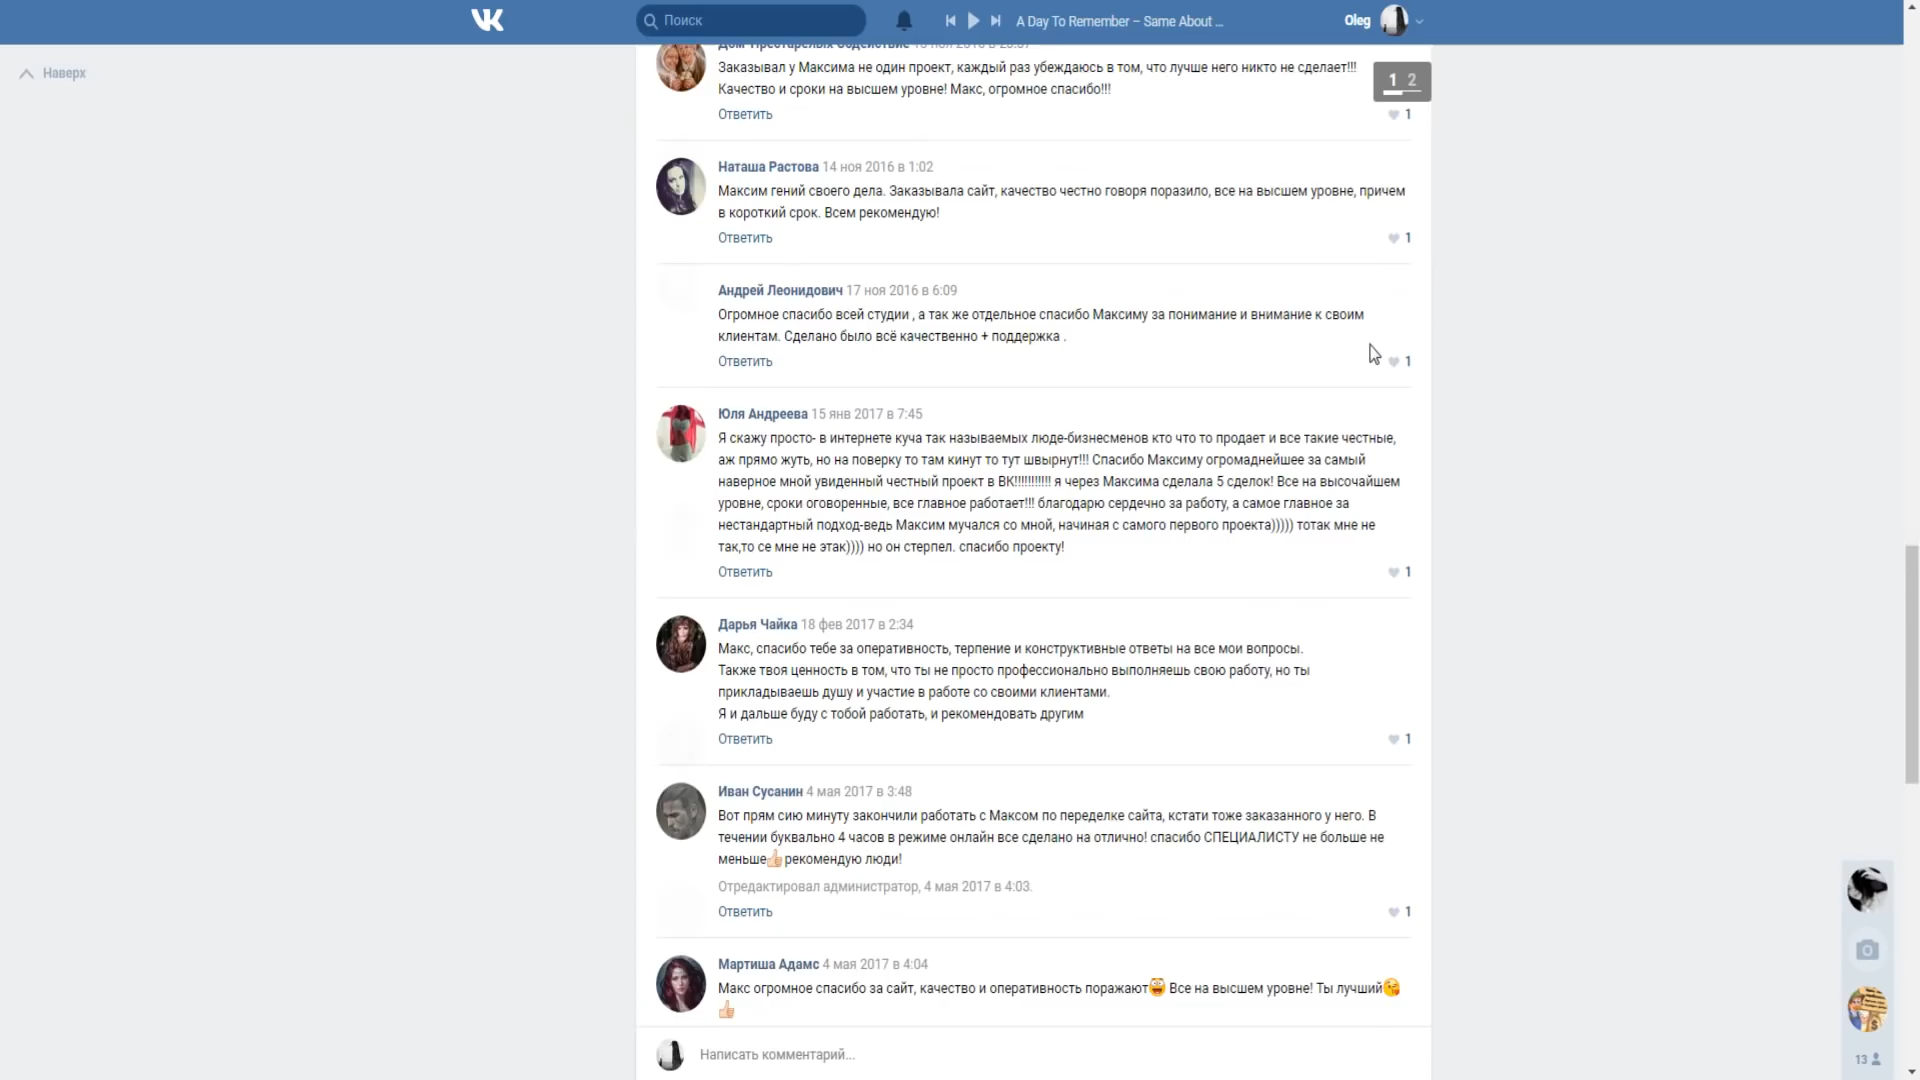 Поиск
A Day To Remember – Same About ...
Oleg
Наверх
1 2
Дом Престарелых Содействие
Заказывал у Максима не один проект, каждый раз убеждаюсь в том, что лучше него никто не сделает!!!
Качество и сроки на высшем уровне! Макс, огромное спасибо!!!
Ответить
1
Наташа Растова 14 ноя 2016 в 1:02
Максим гений своего дела. Заказывала сайт, качество честно говоря поразило, все на высшем уровне, причем
в короткий срок. Всем рекомендую!
Ответить
1
Андрей Леонидович 17 ноя 2016 в 6:09
Огромное спасибо всей студии , а так же отдельное спасибо Максиму за понимание и внимание к своим
клиентам. Сделано было всё качественно + поддержка .
Ответить
1
Юля Андреева 15 янв 2017 в 7:45
Я скажу просто- в интернете куча так называемых люде-бизнесменов кто что то продает и все такие честные,
аж прямо жуть, но на поверку то там кинут то тут швырнут!!! Спасибо Максиму огромаднейшее за самый
наверное мной увиденный честный проект в ВК!!!!!!!!!!! я через Максима сделала 5 сделок! Все на высочайшем
уровне, сроки оговоренные, все главное работает!!! благодарю сердечно за работу, а самое главное за
нестандартный подход-ведь Максим мучался со мной, начиная с самого первого проекта))))) тотак мне не
так,то се мне не этак)))) но он стерпел. спасибо проекту!
Ответить
1
Дарья Чайка 18 фев 2017 в 2:34
Макс, спасибо тебе за оперативность, терпение и конструктивные ответы на все мои вопросы.
Также твоя ценность в том, что ты не просто профессионально выполняешь свою работу, но ты
прикладываешь душу и участие в работе со своими клиентами.
Я и дальше буду с тобой работать, и рекомендовать другим
Ответить
1
Иван Сусанин 4 мая 2017 в 3:48
Вот прям сию минуту закончили работать с Максом по переделке сайта, кстати тоже заказанного у него. В
течении буквально 4 часов в режиме онлайн все сделано на отлично! спасибо СПЕЦИАЛИСТУ не больше не
меньше👍рекомендую люди!
Отредактировал администратор, 4 мая 2017 в 4:03.
Ответить
1
Мартиша Адамс 4 мая 2017 в 4:04
Макс огромное спасибо за сайт, качество и оперативность поражают Все на высшем уровне! Ты лучший😘
👍
Написать комментарий...
13